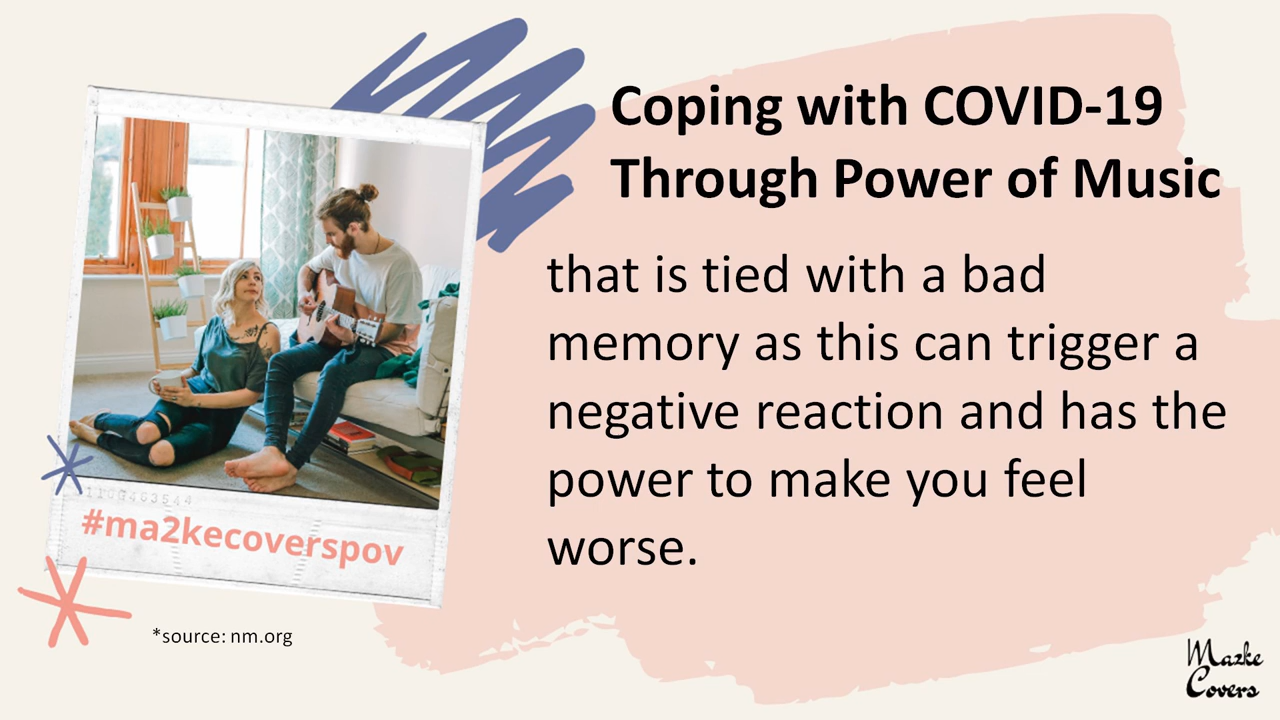 Coping with COVID-19
Through Power of Music
that is tied with a bad
memory as this can trigger a
negative reaction and has the
power to make you feel
worse.
#ma2kecoverspov
*source: nm.org
Covers